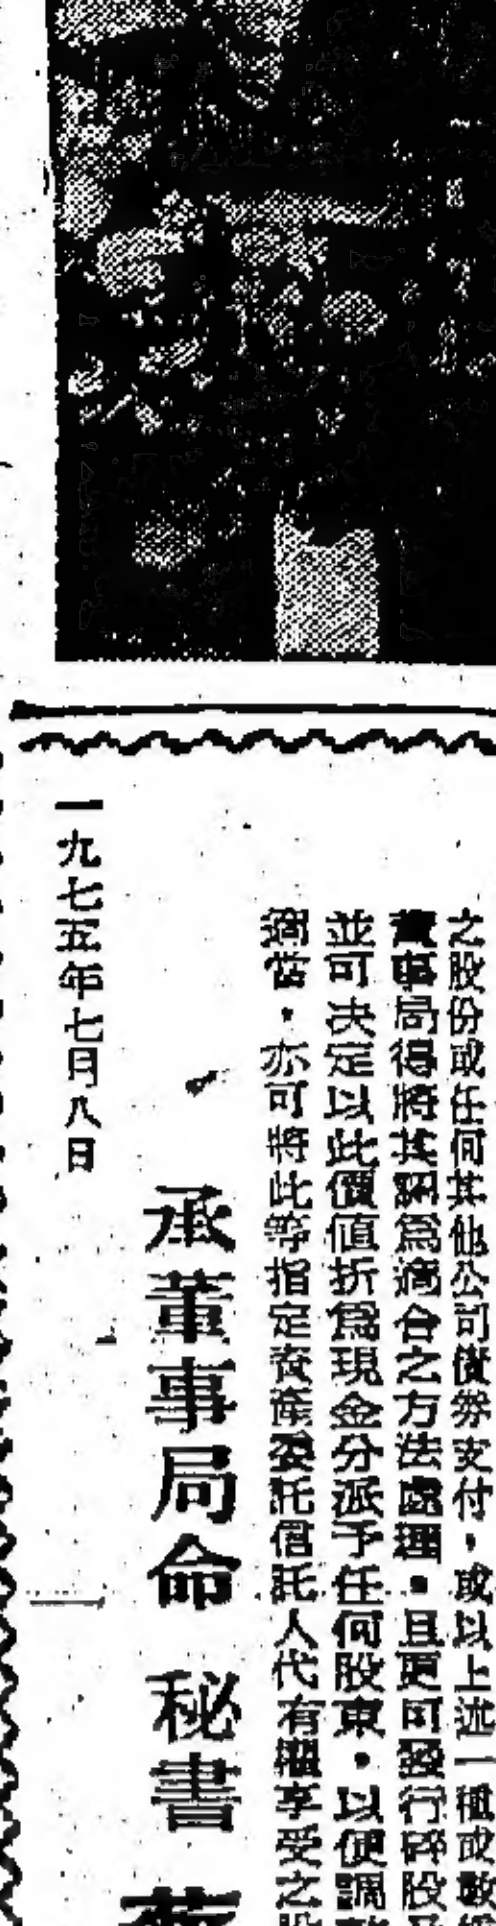 之股份或任何其他公司債券支付，或以上述一種或數
董事局得將其認爲適合之方法處理。且更可發行碎股
並可決定以此價值折爲現金分派予任何股東，以便調
適當，亦可將此等指定資產委託信託人代有權享受之股
承董事局命 秘書
一九七五年七月八日